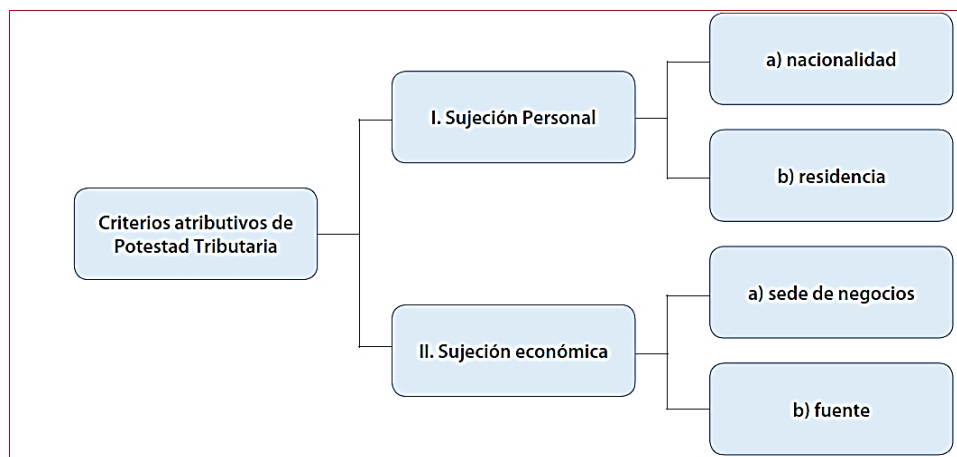 Criterios atributivos de
Potestad Tributaria
I. Sujeción Personal
a) nacionalidad
b) residencia
II. Sujeción económica
a) sede de negocios
b) fuente